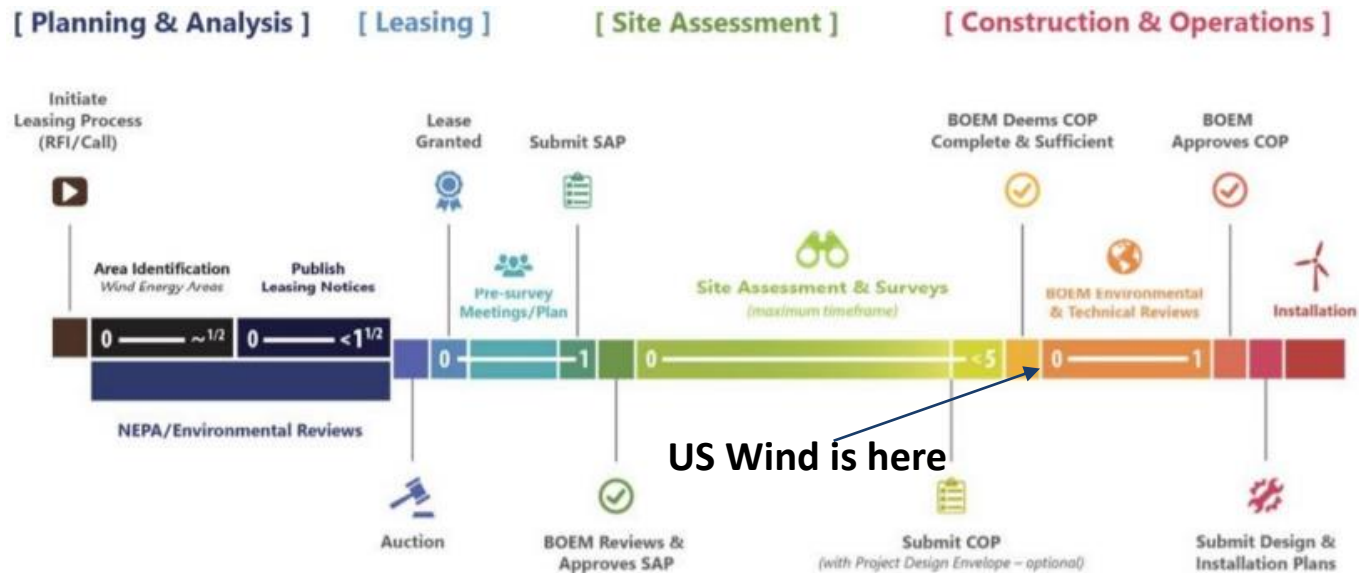 [ Planning & Analysis ]
[ Leasing ]
[ Site Assessment ]
[ Construction & Operations ]
Initiate
Leasing Process
(RFI/Call)
Lease
Granted
Submit SAP
BOEM Deems COP
Complete & Sufficient
BOEM
Approves COP
Area Identification
Wind Energy Areas
Publish
Leasing Notices
Pre-survey
Meetings/Plan
Site Assessment & Surveys
(maximum timeframe)
BOEM Environmental
& Technical Reviews
Installation
0 ~1/2
0 <1 1/2
0 1
0 <5
0 1
NEPA/Environmental Reviews
US Wind is here
Auction
BOEM Reviews &
Approves SAP
Submit COP
(with Project Design Envelope – optional)
Submit Design &
Installation Plans